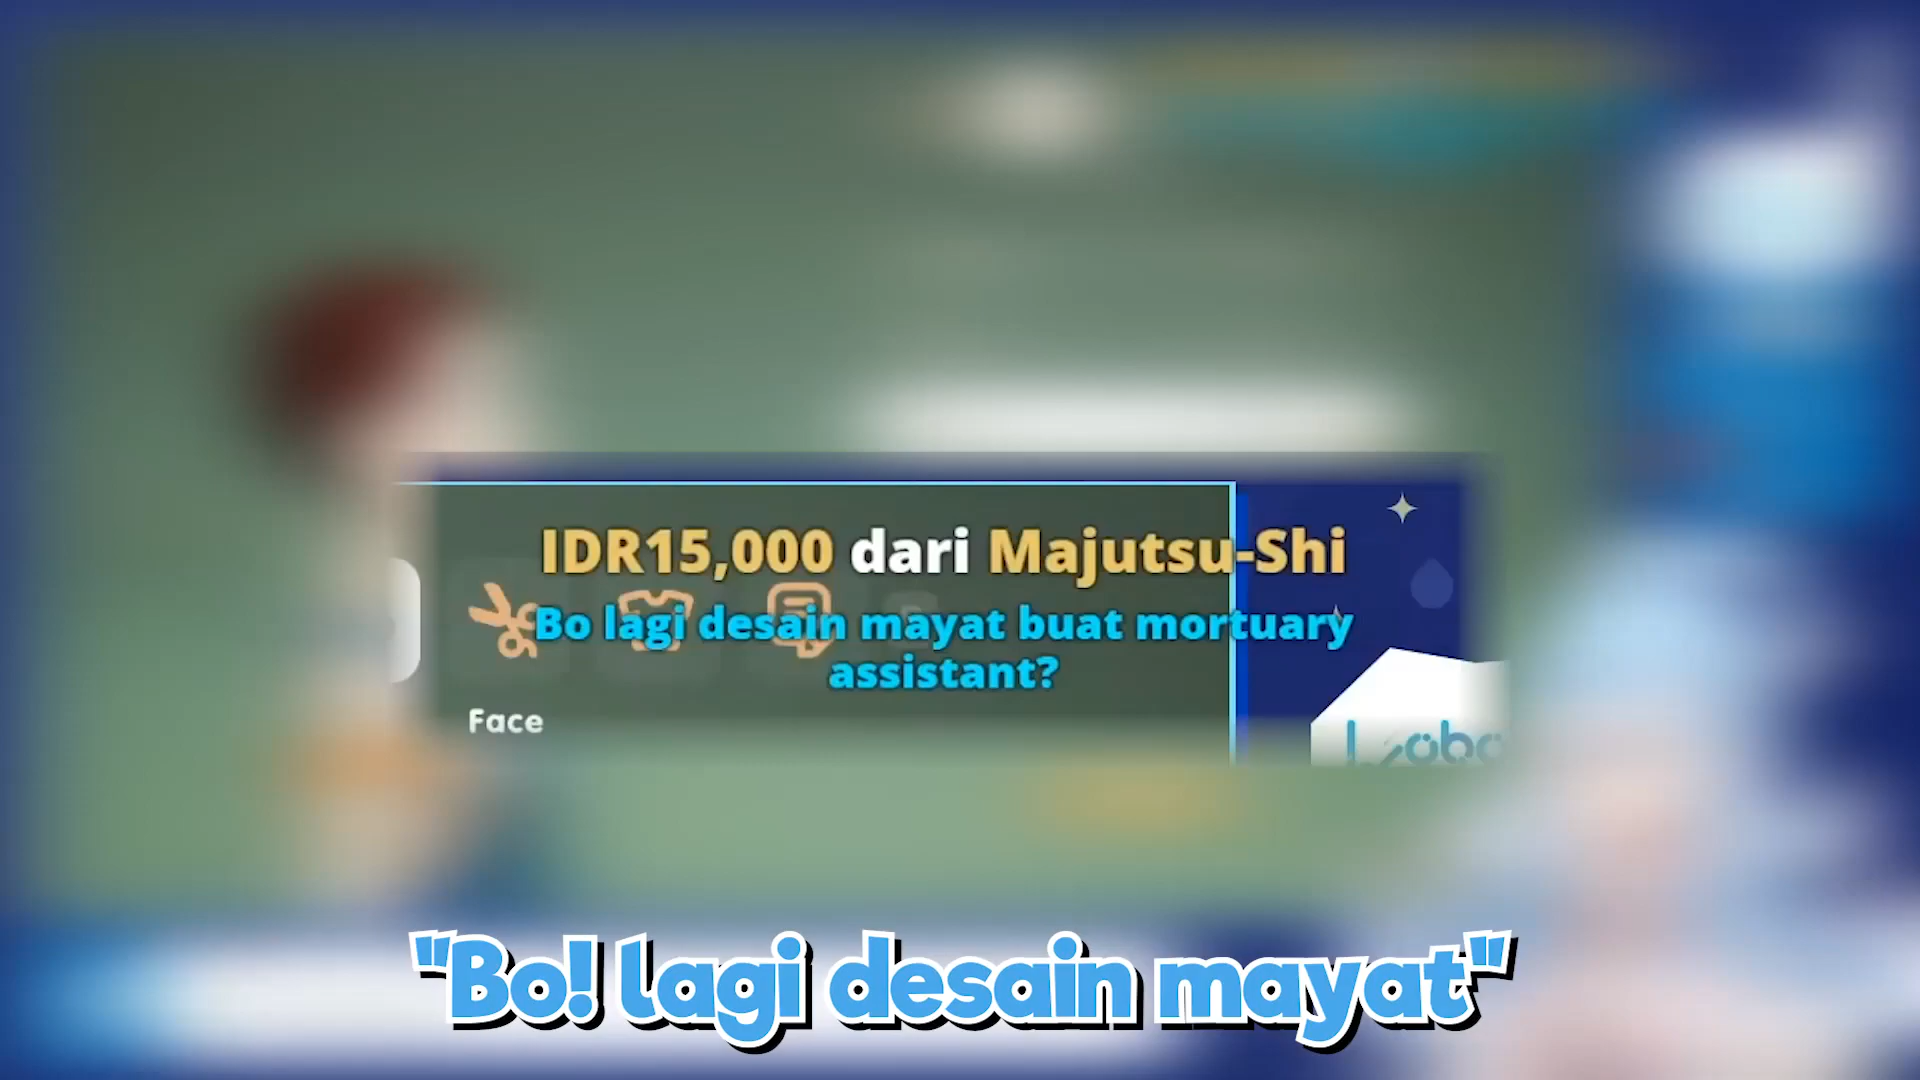 IDR15,000 dari Majutsu-Shi
Bo lagi desain mayat buat mortuary
assistant?
Face
"Bo! lagi desain mayat"